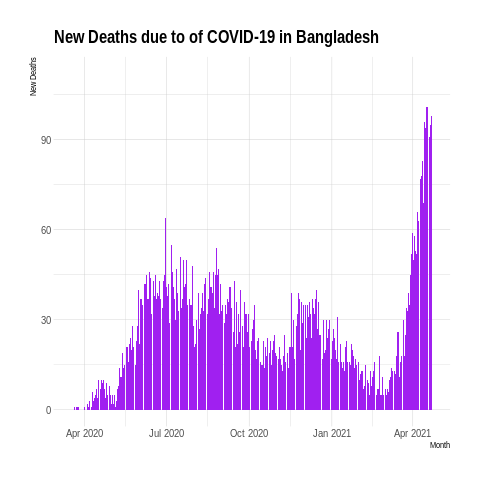 New Deaths due to of COVID-19 in Bangladesh
New Deaths
90
60
30
0
Apr 2020 Jul 2020 Oct 2020 Jan 2021 Apr 2021
Month